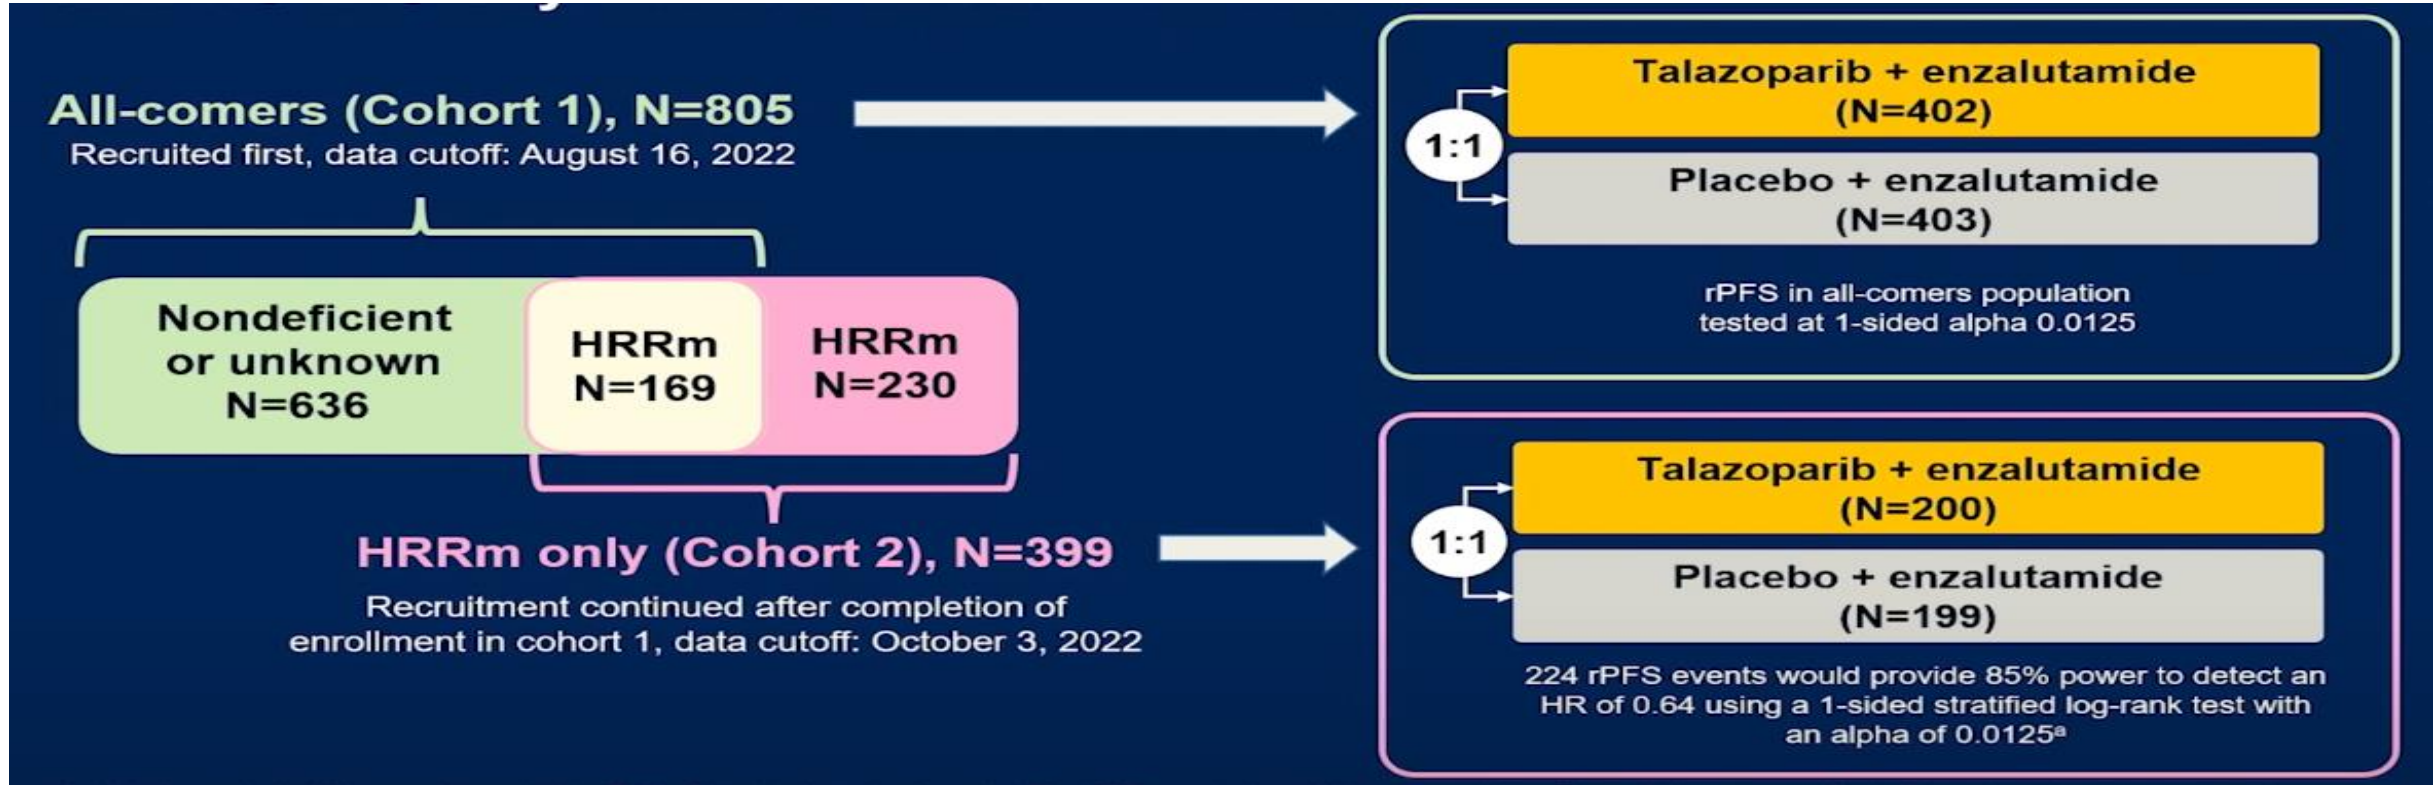 All-comers (Cohort 1), N=805
Recruited first, data cutoff: August 16, 2022
Nondeficient
or unknown
N=636
HRRm
N=169
HRRm
N=230
HRRm only (Cohort 2), N=399
Recruitment continued after completion of
enrollment in cohort 1, data cutoff: October 3, 2022
1:1
Talazoparib + enzalutamide
(N=402)
Placebo + enzalutamide
(N=403)
rPFS in all-comers population
tested at 1-sided alpha 0.0125
1:1
Talazoparib + enzalutamide
(N=200)
Placebo + enzalutamide
(N=199)
224 rPFS events would provide 85% power to detect an
HR of 0.64 using a 1-sided stratified log-rank test with
an alpha of 0.0125ª